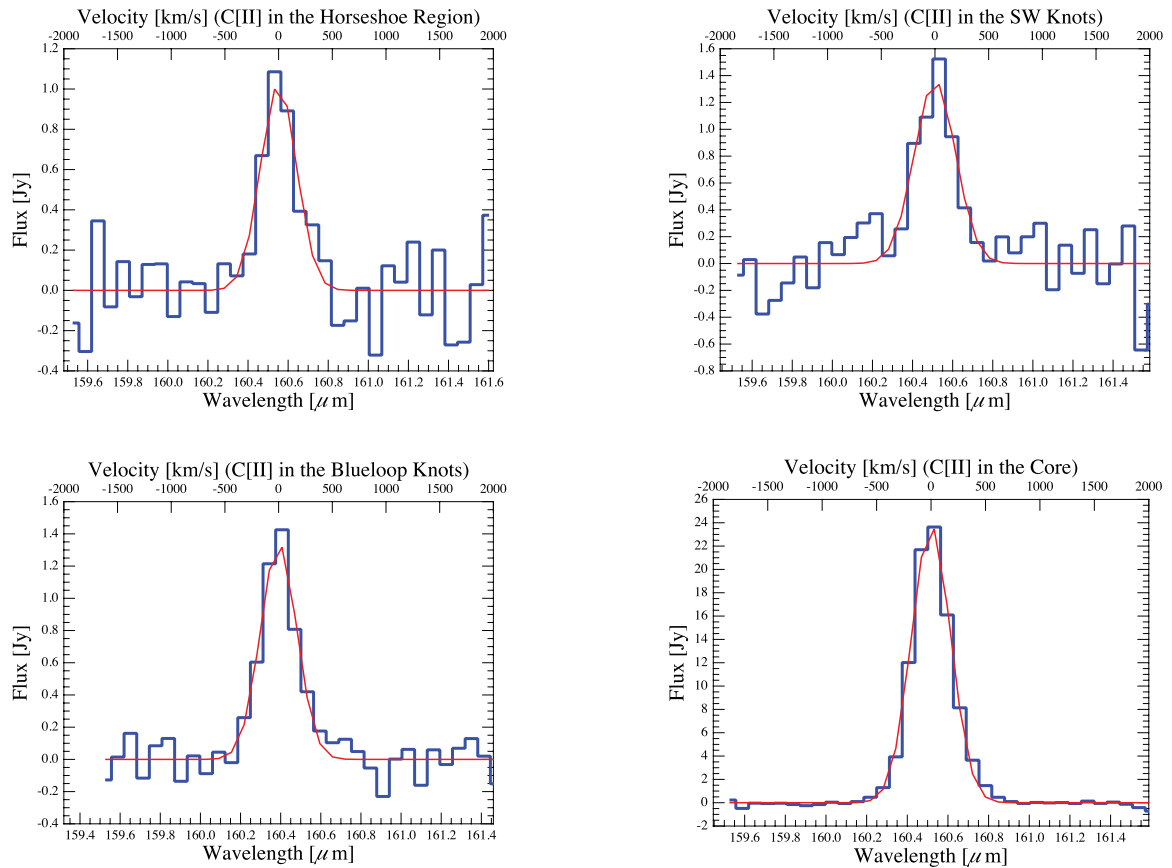 Velocity [km/s] (C[II] in the Horseshoe Region)
-2000 -1500 -1000 -500 0 500 1000 1500 2000
1.2
1.0
0.8
0.6
0.4
0.2
0.0
-0.2
-0.4
Flux [Jy]
159.6 159.8 160.0 160.2 160.4 160.6 160.8 161.0 161.2 161.4 161.6
Wavelength [μm]
Velocity [km/s] (C[II] in the SW Knots)
-2000 -1500 -1000 -500 0 500 1000 1500 2000
1.6
1.4
1.2
1.0
0.8
0.6
0.4
0.2
0.0
-0.2
-0.4
-0.6
-0.8
Flux [Jy]
159.6 159.8 160.0 160.2 160.4 160.6 160.8 161.0 161.2 161.4
Wavelength [μm]
Velocity [km/s] (C[II] in the Blueloop Knots)
-2000 -1500 -1000 -500 0 500 1000 1500 2000
1.6
1.4
1.2
1.0
0.8
0.6
0.4
0.2
0.0
-0.2
-0.4
Flux [Jy]
159.4 159.6 159.8 160.0 160.2 160.4 160.6 160.8 161.0 161.2 161.4
Wavelength [μm]
Velocity [km/s] (C[II] in the Core)
-2000 -1500 -1000 -500 0 500 1000 1500 2000
26
24
22
20
18
16
14
12
10
8
6
4
2
0
-2
Flux [Jy]
159.6 159.8 160.0 160.2 160.4 160.6 160.8 161.0 161.2 161.4
Wavelength [μm]